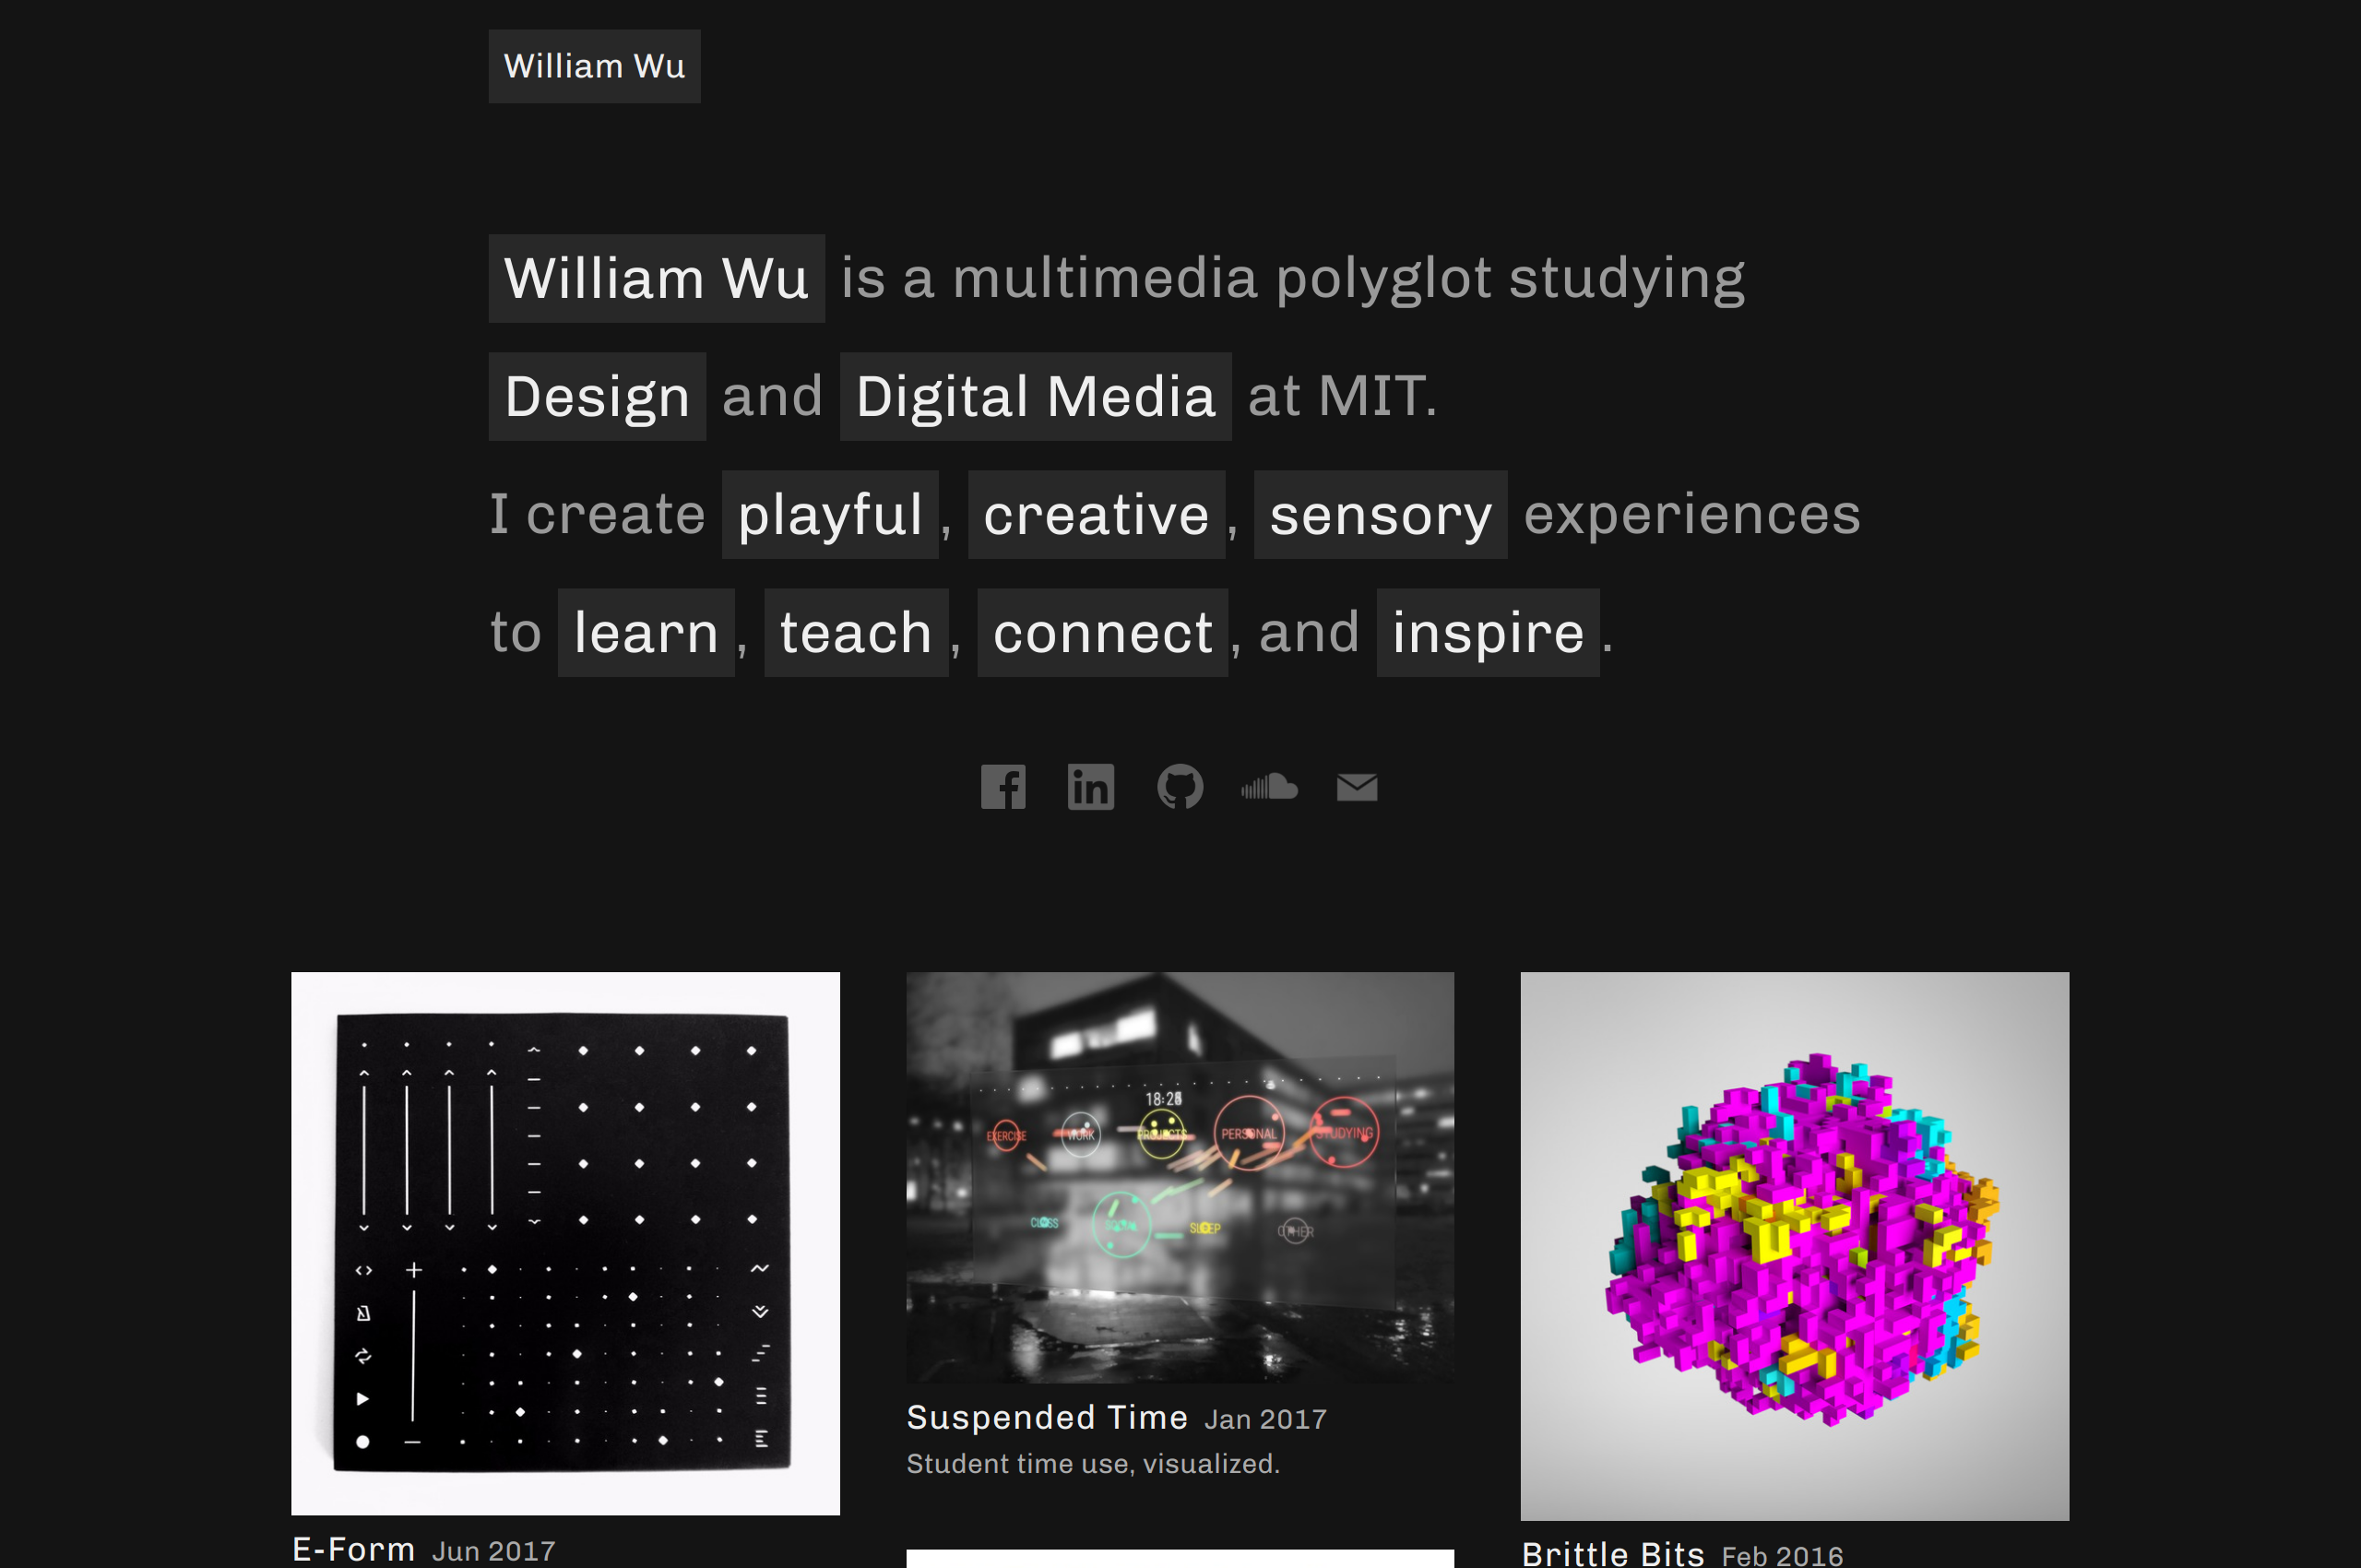 William Wu
William Wu is a multimedia polyglot studying
Design and Digital Media at MIT.
I create playful, creative, sensory experiences
to learn, teach, connect, and inspire.
EXERCISE
WORK
PROJECTS
PERSONAL
STUDYING
CLASS
SOCIAL
SLEEP
OTHER
E-Form Jun 2017
Suspended Time Jan 2017
Student time use, visualized.
Brittle Bits Feb 2016